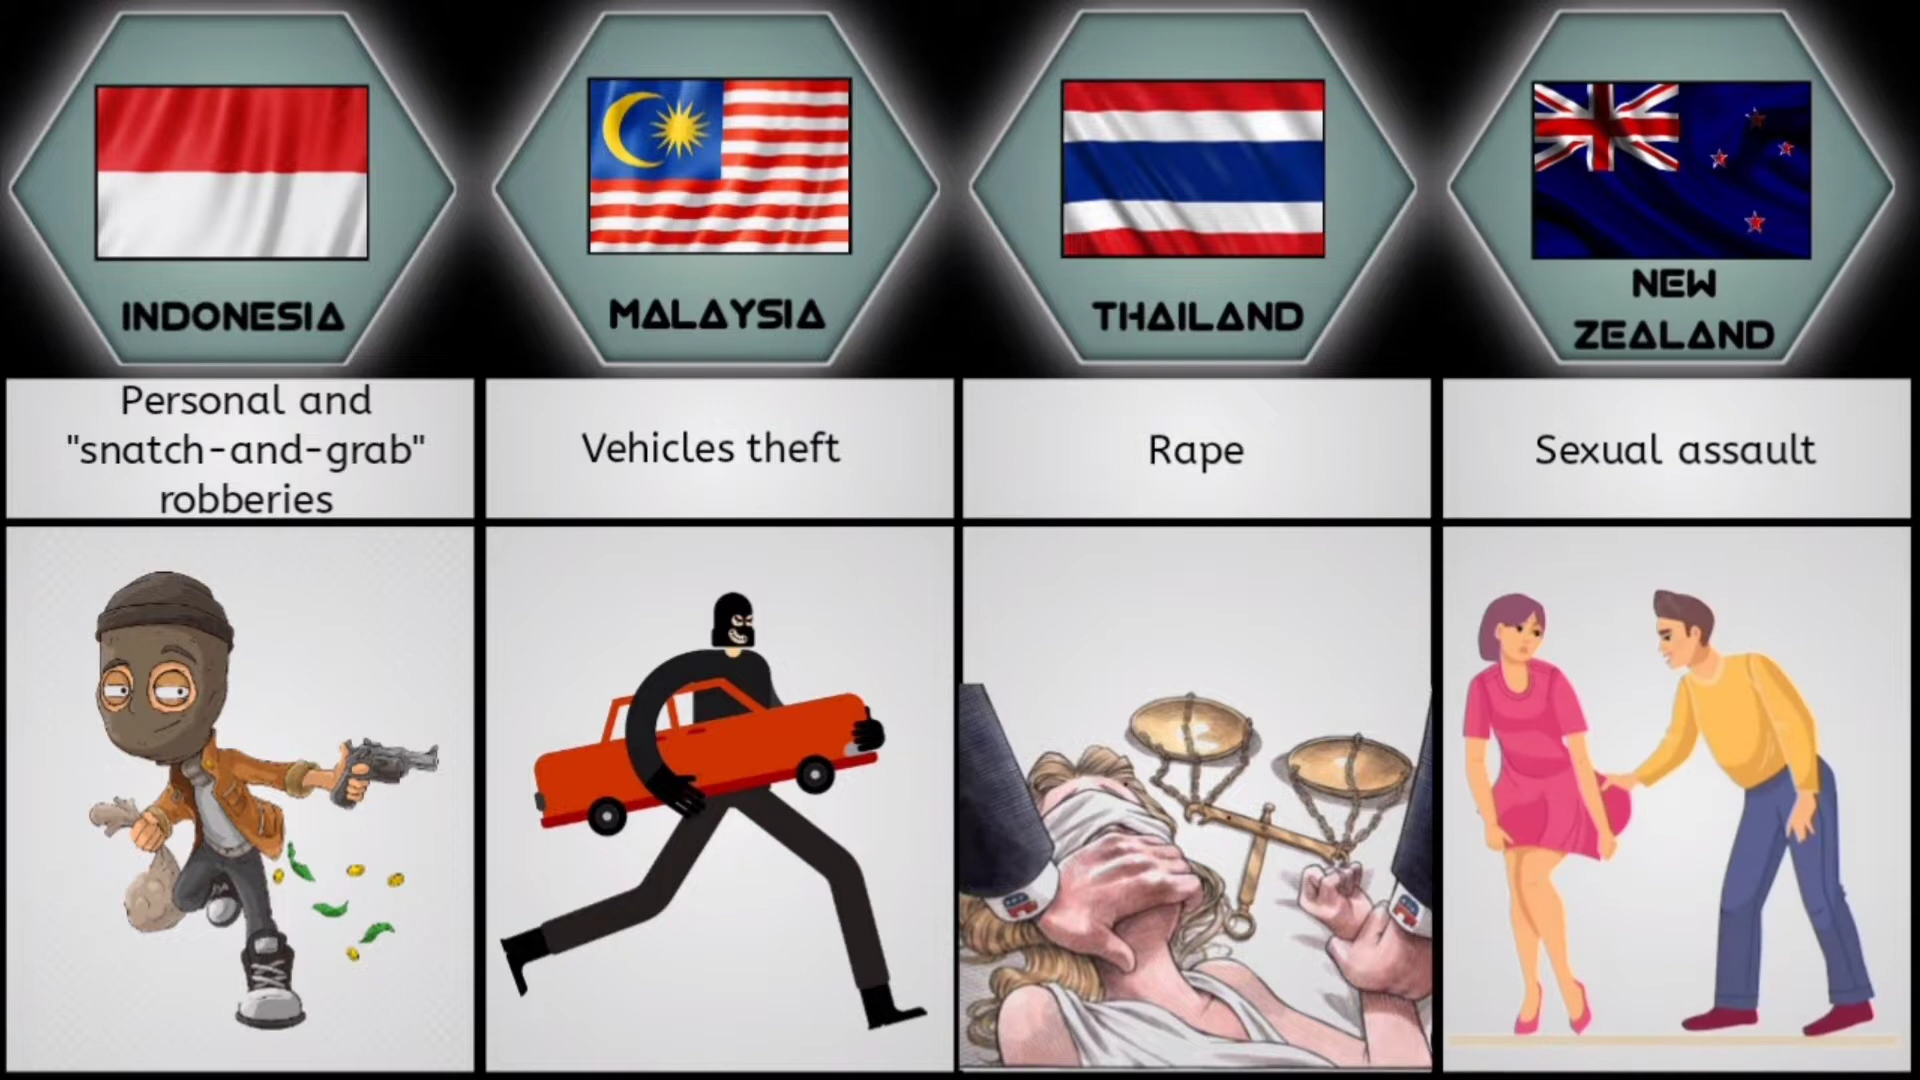 INDONESIA
MALAYSIA
THAILAND
NEW
ZEALAND
Personal and
"snatch-and-grab"
robberies
Vehicles theft
Rape
Sexual assault